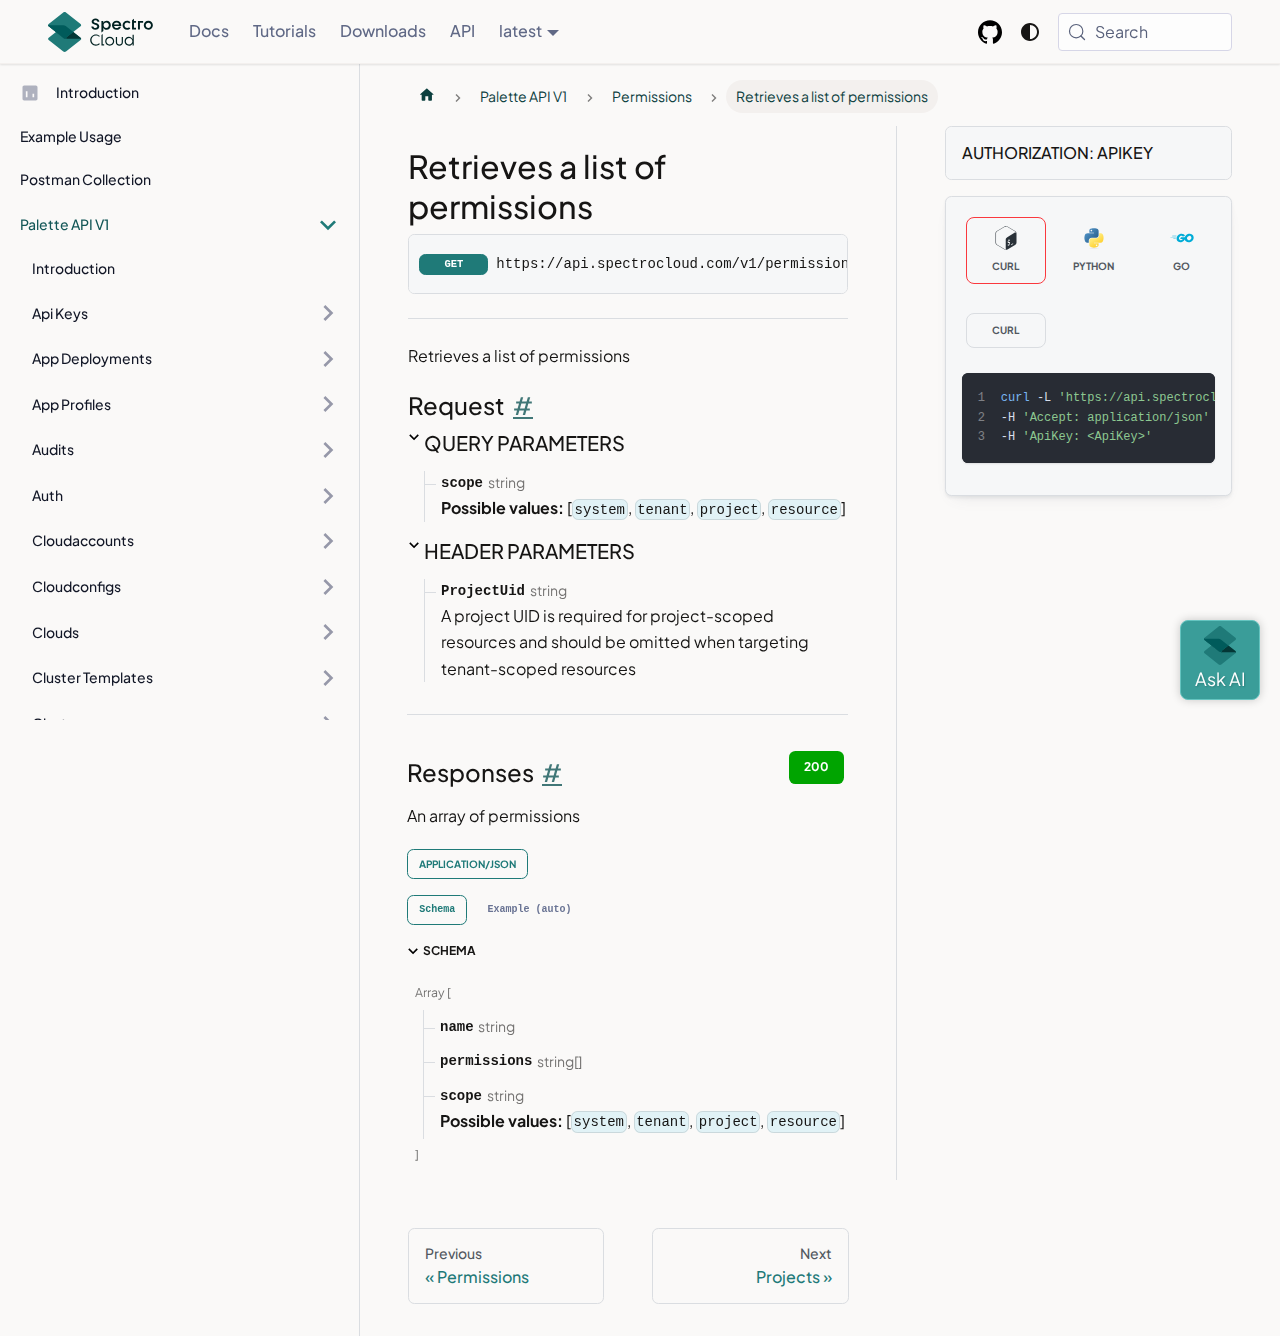 Spectro Cloud
Docs
Tutorials
Downloads
API
latest
Search
Introduction
Example Usage
Postman Collection
Palette API V1
Introduction
Api Keys
App Deployments
App Profiles
Audits
Auth
Cloudaccounts
Cloudconfigs
Clouds
Cluster Templates
Palette API V1
Permissions
Retrieves a list of permissions
Retrieves a list of
permissions
GET https://api.spectrocloud.com/v1/permission
Retrieves a list of permissions
Request #
QUERY PARAMETERS
scope string
Possible values: [system, tenant, project, resource]
HEADER PARAMETERS
ProjectUid string
A project UID is required for project-scoped
resources and should be omitted when targeting
tenant-scoped resources
Responses #
200
An array of permissions
APPLICATION/JSON
Schema
Example (auto)
SCHEMA
Array [
name string
permissions string[]
scope string
Possible values: [system, tenant, project, resource]
]
Previous
« Permissions
Next
Projects »
AUTHORIZATION: APIKEY
CURL
PYTHON
GO
CURL
1 curl -L 'https://api.spectrocl
2 -H 'Accept: application/json'
3 -H 'ApiKey: <ApiKey>'
Ask AI